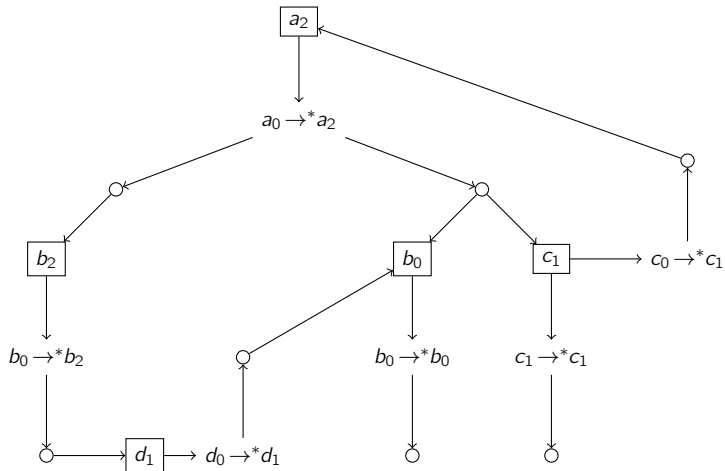 a₂
a₀ →* a₂
b₂
b₀
c₁
c₀ →* c₁
b₀ →* b₂
b₀ →* b₀
c₁ →* c₁
d₁
d₀ →* d₁